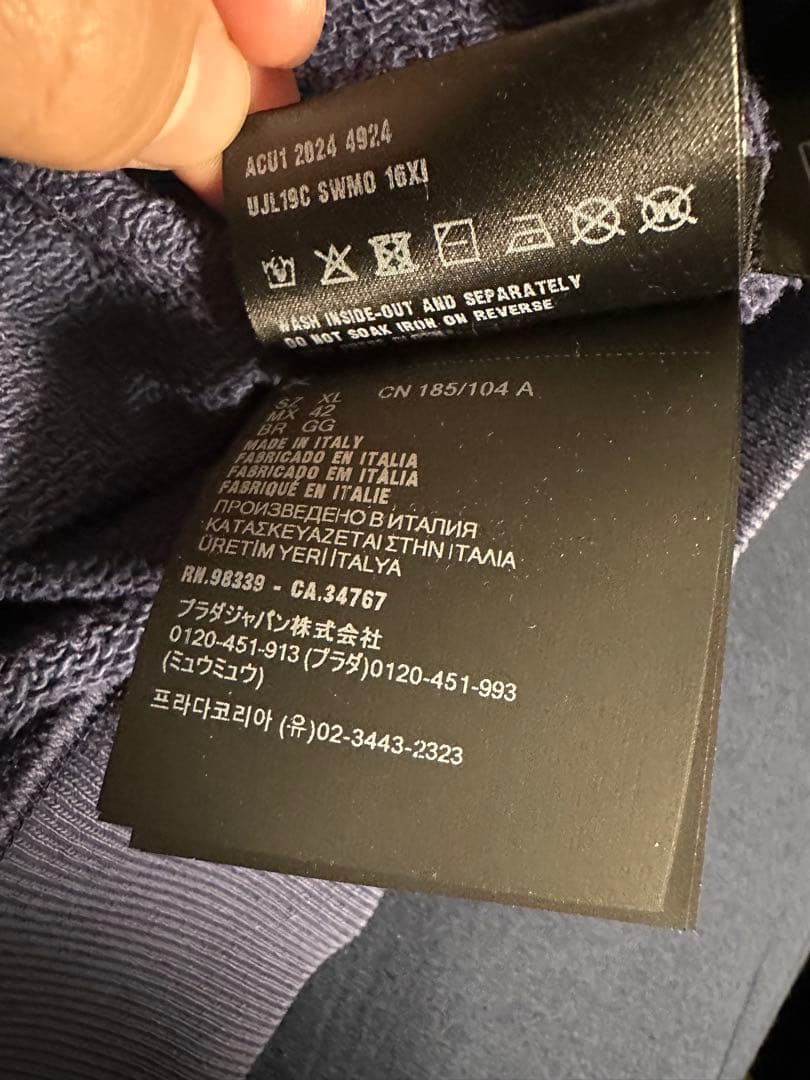 ACU1 2024 4924
UJL19C SWM0 16XI
WASH INSIDE-OUT AND SEPARATELY
DO NOT SOAK IRON ON REVERSE
SZ XL CN 185/104 A
MX 42
BR GG
MADE IN ITALY
FABRICADO EN ITALIA
FABRICADO EM ITÁLIA
FABRIQUÉ EN ITALIE
ПРОИЗВЕДЕНО В ИТАЛИЯ
ΚΑΤΑΣΚΕΥΑΖΕΤΑΙ ΣΤΗΝ ΙΤΑΛΙΑ
ÜRETİM YERİ İTALYA
RN.98339 - CA.34767
プラダジャパン株式会社
0120-451-913 (プラダ)0120-451-993
(ミュウミュウ)
프라다코리아 (유)02-3443-2323